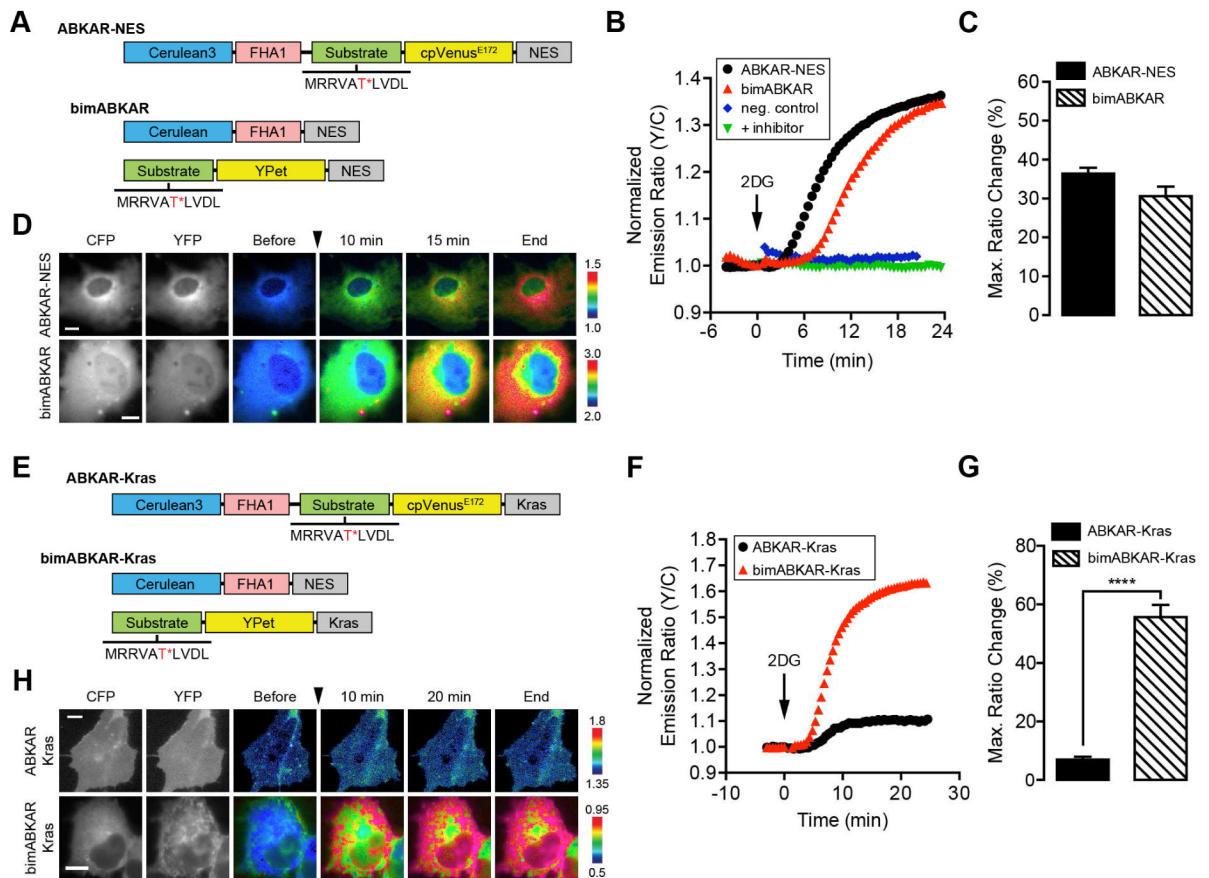 A
ABKAR-NES
Cerulean3 FHA1 Substrate cpVenusE172 NES
MRRVAT*LVDL
bimABKAR
Cerulean FHA1 NES
Substrate YPet NES
MRRVAT*LVDL
B
Normalized
Emission Ratio (Y/C)
1.4
1.3
1.2
1.1
1.0
0.9
ABKAR-NES
bimABKAR
neg. control
+ inhibitor
2DG
-6 0 6 12 18 24
Time (min)
C
Max. Ratio Change (%)
60
50
40
30
20
10
0
ABKAR-NES
bimABKAR
D
CFP YFP Before 10 min 15 min End
ABKAR-NES
1.5
1.0
bimABKAR
3.0
2.0
E
ABKAR-Kras
Cerulean3 FHA1 Substrate cpVenusE172 Kras
MRRVAT*LVDL
bimABKAR-Kras
Cerulean FHA1 NES
Substrate YPet Kras
MRRVAT*LVDL
F
Normalized
Emission Ratio (Y/C)
1.8
1.7
1.6
1.5
1.4
1.3
1.2
1.1
1.0
0.9
ABKAR-Kras
bimABKAR-Kras
2DG
-10 0 10 20 30
Time (min)
G
Max. Ratio Change (%)
80
60
40
20
0
ABKAR-Kras
bimABKAR-Kras
****
H
CFP YFP Before 10 min 20 min End
ABKAR
Kras
1.8
1.35
bimABKAR
Kras
0.95
0.5